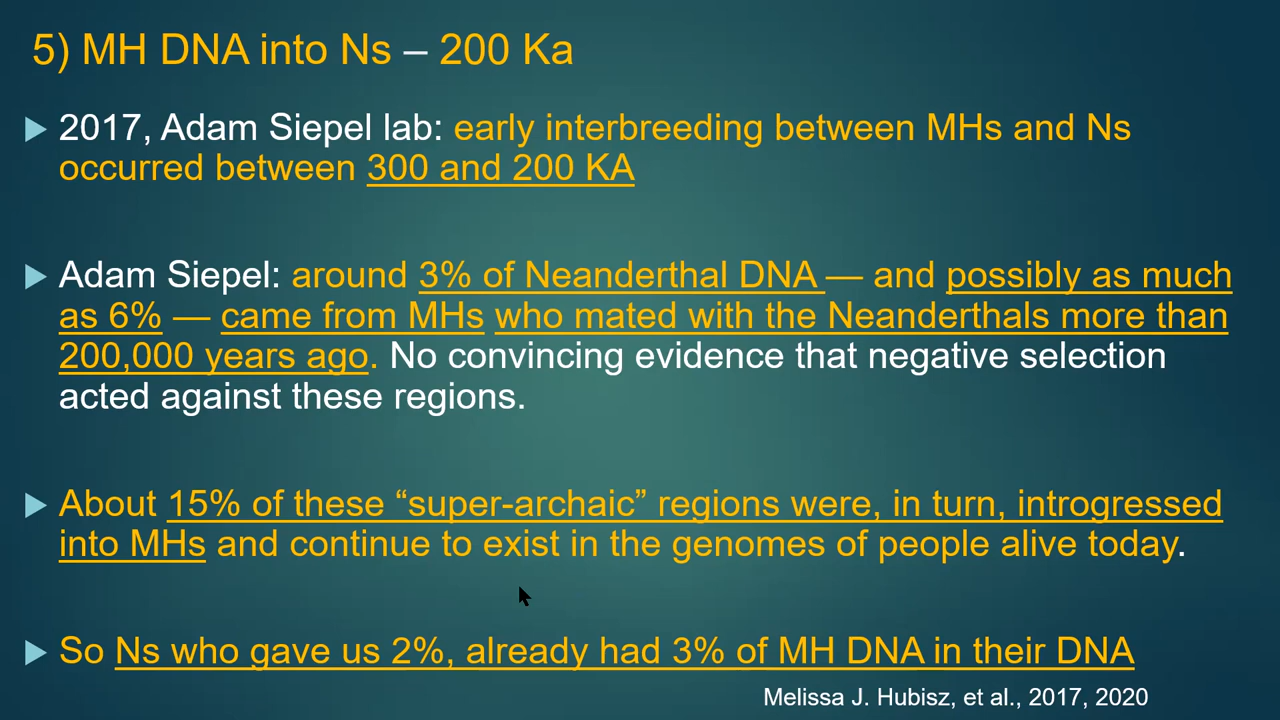 5) MH DNA into Ns – 200 Ka
2017, Adam Siepel lab: early interbreeding between MHs and Ns
occurred between 300 and 200 KA
Adam Siepel: around 3% of Neanderthal DNA — and possibly as much
as 6% — came from MHs who mated with the Neanderthals more than
200,000 years ago. No convincing evidence that negative selection
acted against these regions.
About 15% of these “super-archaic” regions were, in turn, introgressed
into MHs and continue to exist in the genomes of people alive today.
So Ns who gave us 2%, already had 3% of MH DNA in their DNA
Melissa J. Hubisz, et al., 2017, 2020